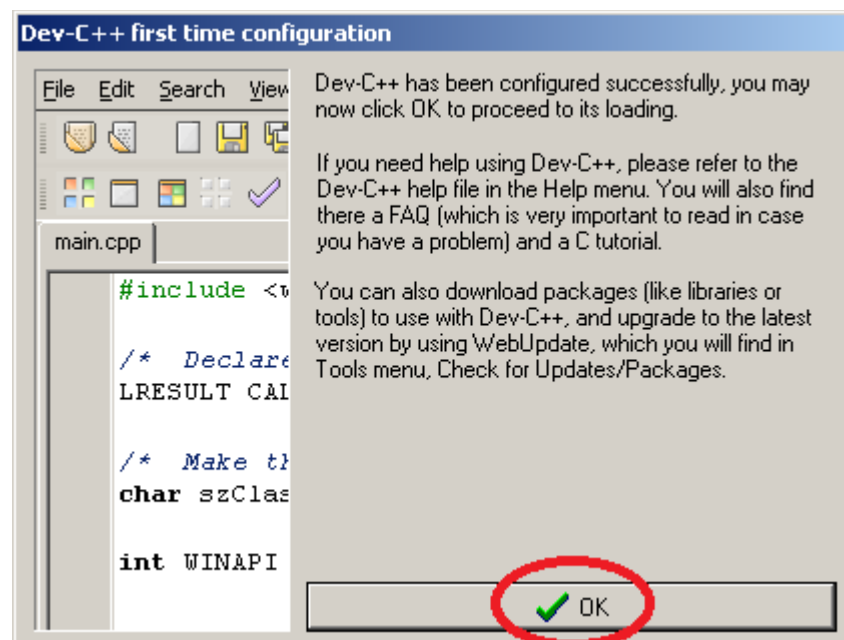 Dev-C++ first time configuration
File Edit Search View
main.cpp
#include <w
/* Declare
LRESULT CAL
/* Make th
char szClas
int WINAPI
Dev-C++ has been configured successfully, you may
now click OK to proceed to its loading.
If you need help using Dev-C++, please refer to the
Dev-C++ help file in the Help menu. You will also find
there a FAQ (which is very important to read in case
you have a problem) and a C tutorial.
You can also download packages (like libraries or
tools) to use with Dev-C++, and upgrade to the latest
version by using WebUpdate, which you will find in
Tools menu, Check for Updates/Packages.
OK